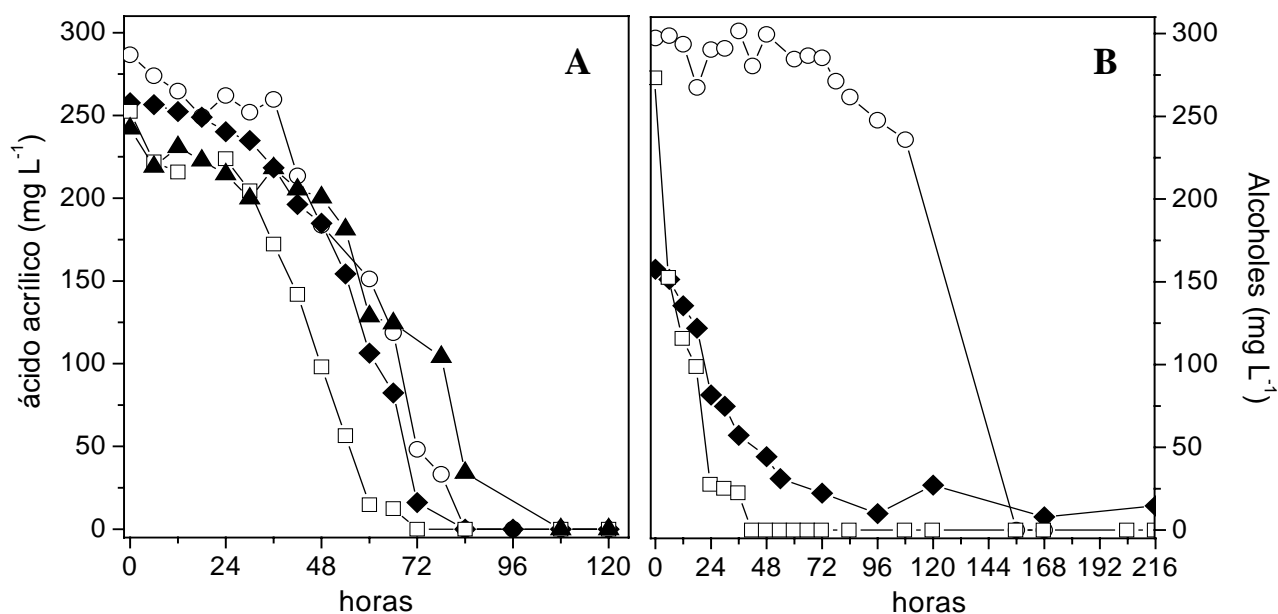 A
300
250
200
150
100
50
0
ácido acrílico (mg L-1)
0 24 48 72 96 120
horas
B
300
250
200
150
100
50
0
Alcoholes (mg L-1)
0 24 48 72 96 120 144 168 192 216
horas